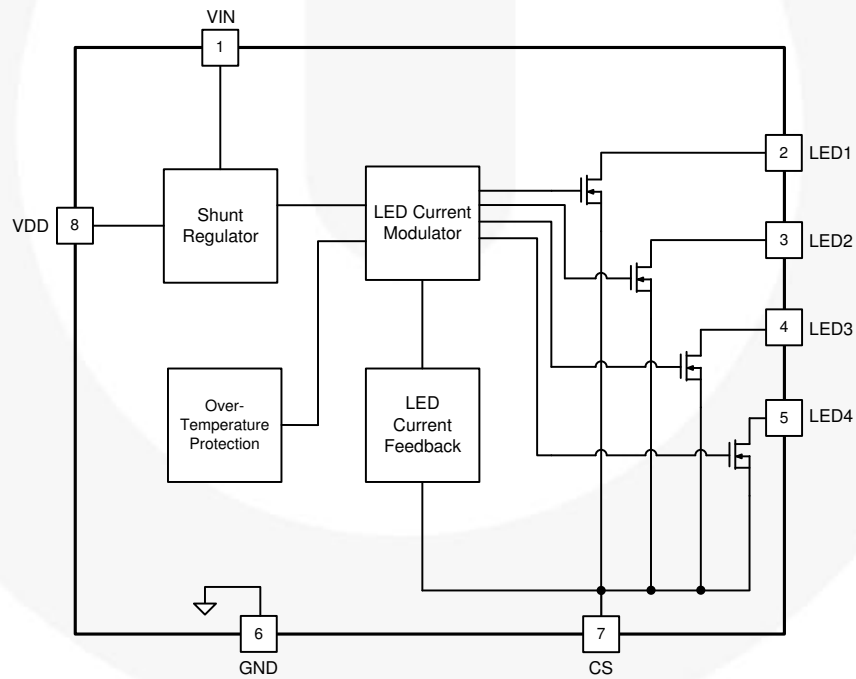 VIN
1
2
LED1
8
VDD
Shunt
Regulator
LED Current
Modulator
3
LED2
4
LED3
Over-
Temperature
Protection
LED
Current
Feedback
5
LED4
6
GND
7
CS